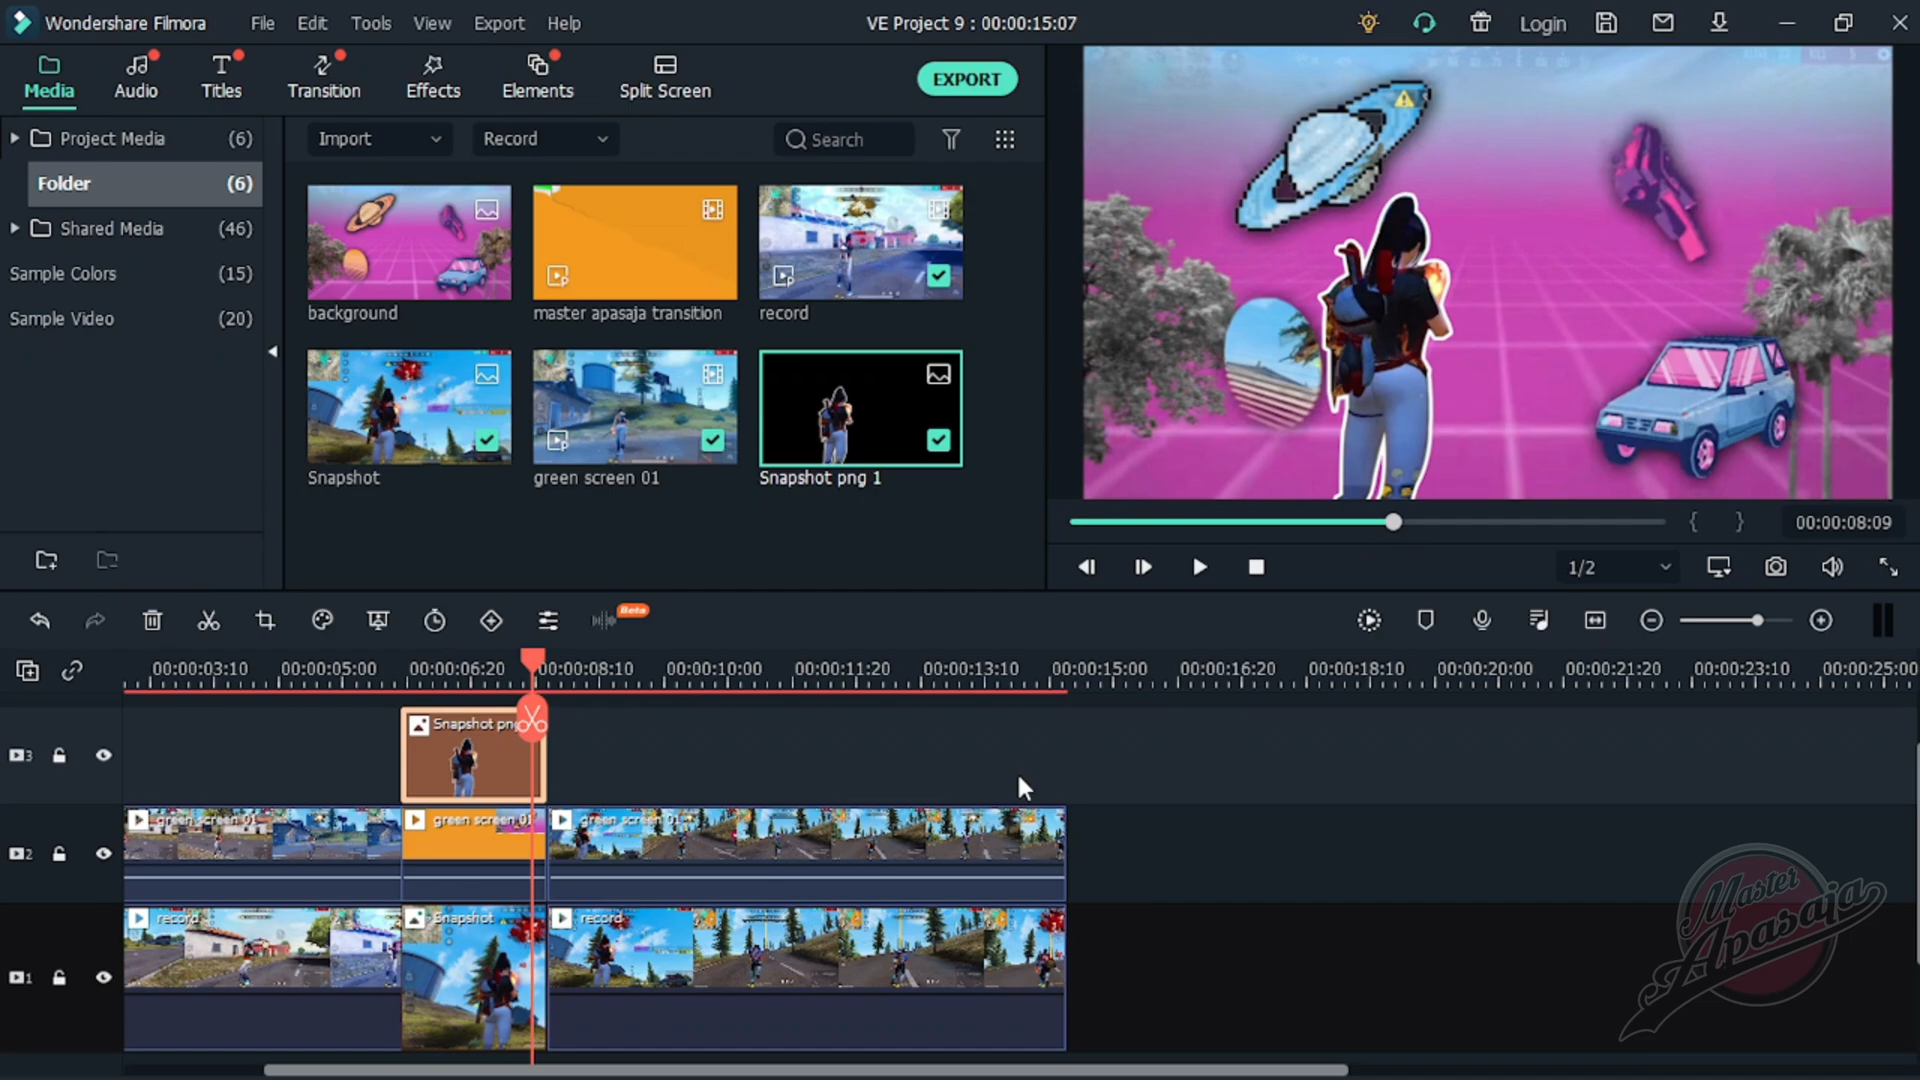 Wondershare Filmora
File Edit Tools View Export Help
VE Project 9 : 00:00:15:07
Login
Media
Audio
Titles
Transition
Effects
Elements
Split Screen
EXPORT
Project Media (6)
Folder (6)
Shared Media (46)
Sample Colors (15)
Sample Video (20)
Import
Record
Search
background
master apasaja transition
record
Snapshot
green screen 01
Snapshot png 1
{ }
00:00:08:09
1/2
Beta
00:00:03:10 00:00:05:00 00:00:06:20 00:00:08:10 00:00:10:00 00:00:11:20 00:00:13:10 00:00:15:00 00:00:16:20 00:00:18:10 00:00:20:00 00:00:21:20 00:00:23:10 00:00:25:00
3
Snapshot png
2
green screen 01
green screen 01
green screen 01
1
record
Snapshot
record
Master
Apasaja